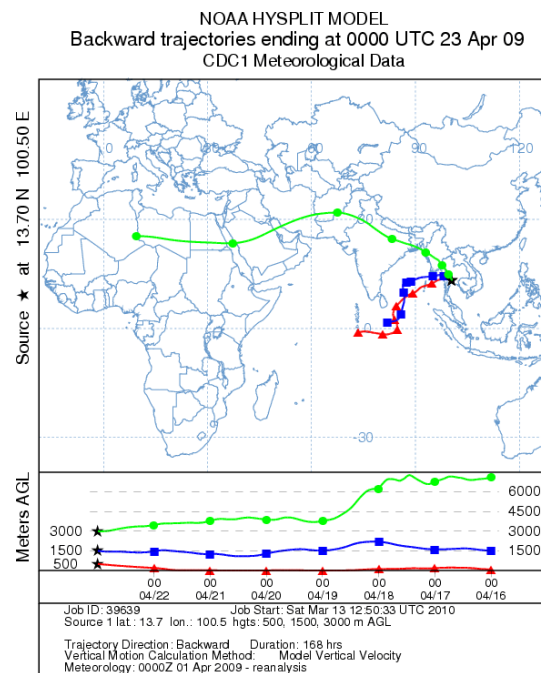 NOAA HYSPLIT MODEL
Backward trajectories ending at 0000 UTC 23 Apr 09
CDC1 Meteorological Data
Source ★ at 13.70 N 100.50 E
0 30 60 90 120
30
0
-30
Meters AGL
6000
4500
3000 3000
1500 1500
500
00 00 00 00 00 00 00
04/22 04/21 04/20 04/19 04/18 04/17 04/16
Job ID: 39639 Job Start: Sat Mar 13 12:50:33 UTC 2010
Source 1 lat.: 13.7 lon.: 100.5 hgts: 500, 1500, 3000 m AGL
Trajectory Direction: Backward Duration: 168 hrs
Vertical Motion Calculation Method: Model Vertical Velocity
Meteorology: 0000Z 01 Apr 2009 - reanalysis